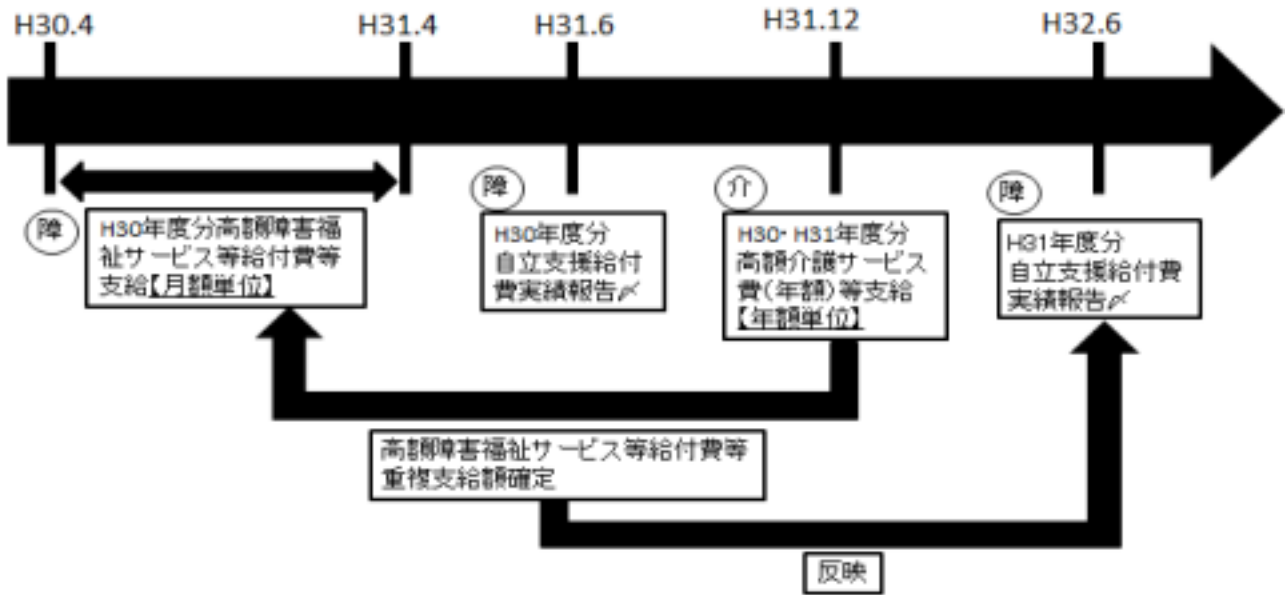 H30.4
H31.4
H31.6
H31.12
H32.6
障
H30年度分高額障害福
祉サービス等給付費等
支給【月額単位】
障
H30年度分
自立支援給付
費実績報告〆
介
H30・H31年度分
高額介護サービス
費(年額)等支給
【年額単位】
障
H31年度分
自立支援給付費
実績報告〆
高額障害福祉サービス等給付費等
重複支給額確定
反映